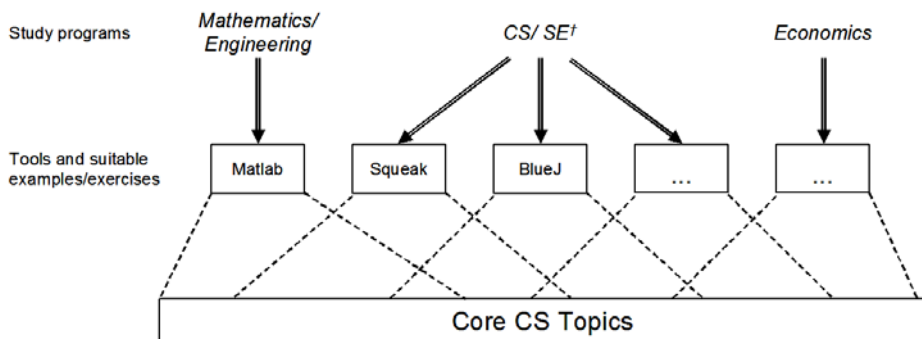 Study programs
Mathematics/
Engineering
CS/ SE†
Economics
Tools and suitable
examples/exercises
Matlab
Squeak
BlueJ
...
...
Core CS Topics